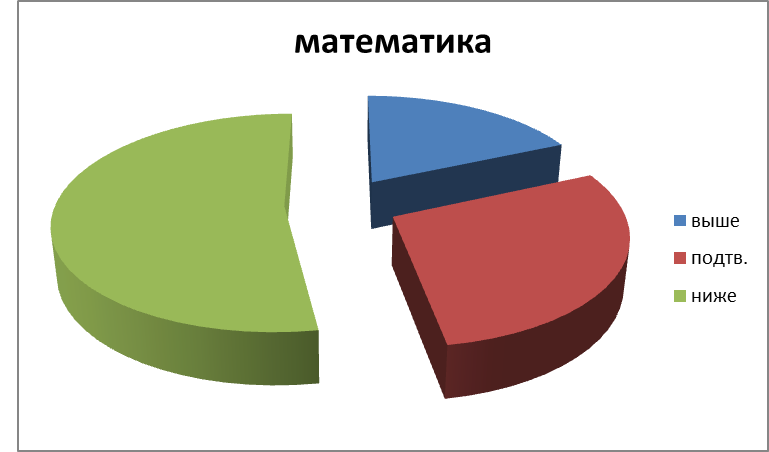 математика
выше
подтв.
ниже